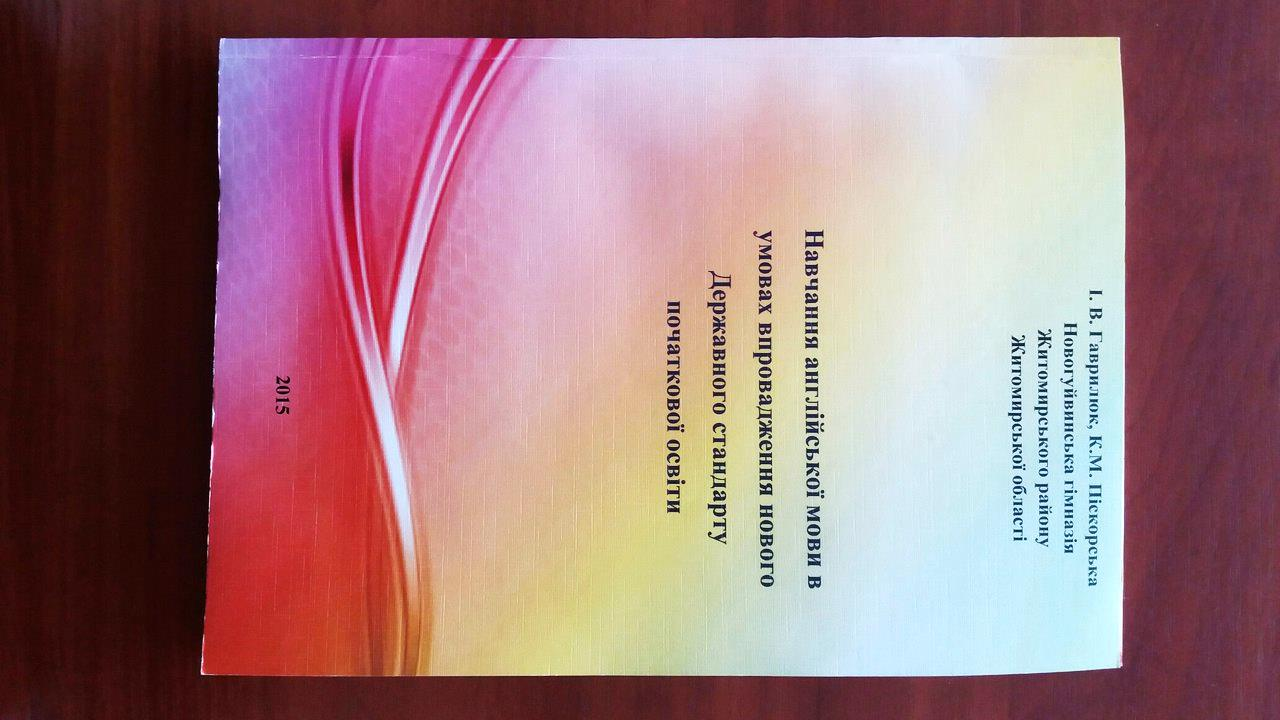 І. В. Гаврилюк, К.М. Піскорська
Новогуйвинська гімназія
Житомирського району
Житомирської області
Навчання англійської мови в
умовах впровадження нового
Державного стандарту
початкової освіти
2015